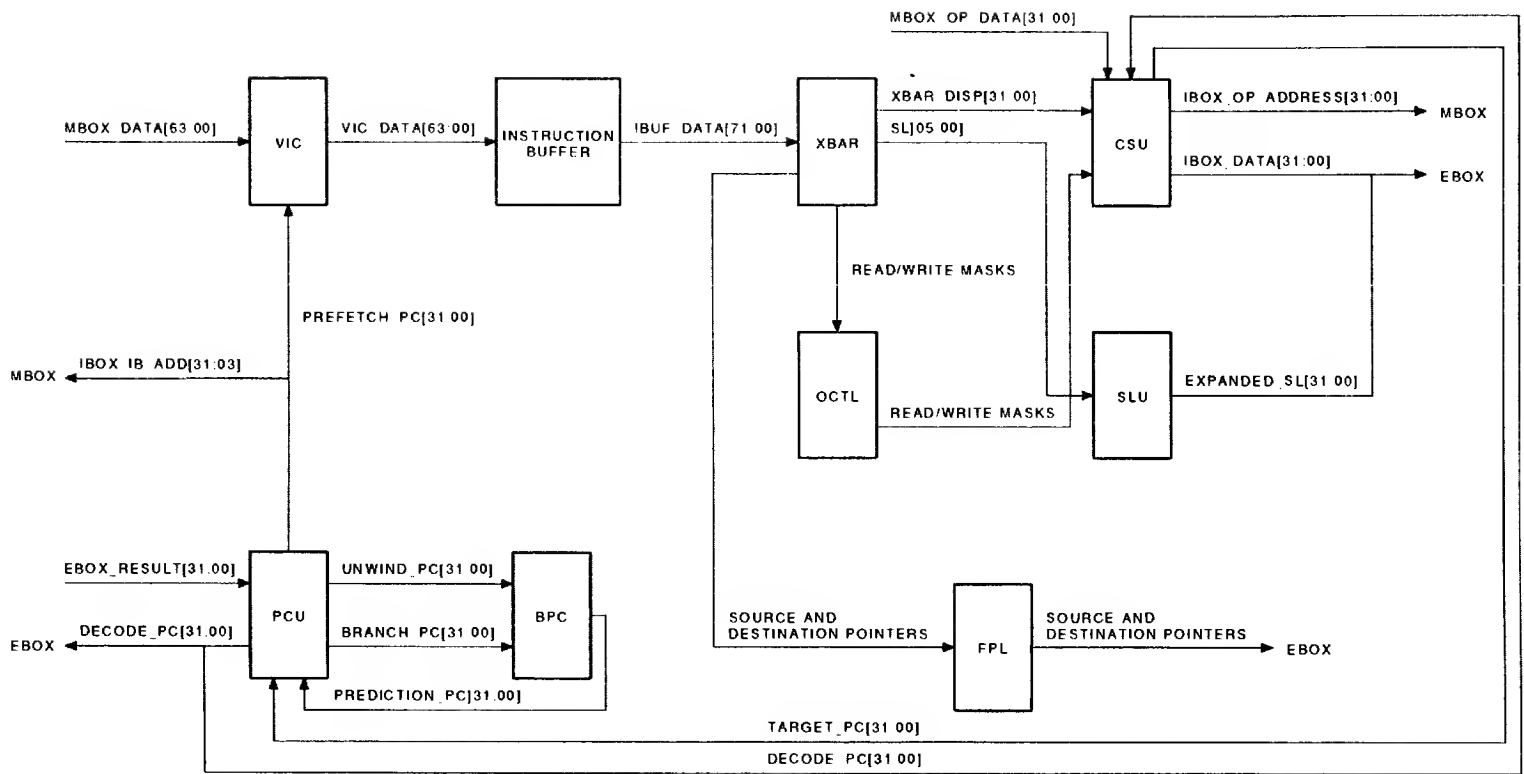 MBOX OP DATA[31 00]
MBOX DATA[63 00]
VIC
VIC DATA[63:00]
INSTRUCTION
BUFFER
IBUF DATA[71 00]
XBAR
XBAR DISP[31 00]
SL]05 00]
CSU
IBOX_OP ADDRESS[31:00]
MBOX
IBOX DATA[31:00]
EBOX
READ/WRITE MASKS
PREFETCH PC[31 00]
MBOX
IBOX IB ADD[31:03]
OCTL
READ/WRITE MASKS
SLU
EXPANDED SL[31 00]
EBOX_RESULT[31.00]
PCU
UNWIND_PC[31 00]
BPC
EBOX
DECODE_PC[31.00]
BRANCH PC[31 00]
PREDICTION_PC]31.00]
SOURCE AND
DESTINATION POINTERS
FPL
SOURCE AND
DESTINATION POINTERS
EBOX
TARGET_PC[31 00]
DECODE PC[31 00]